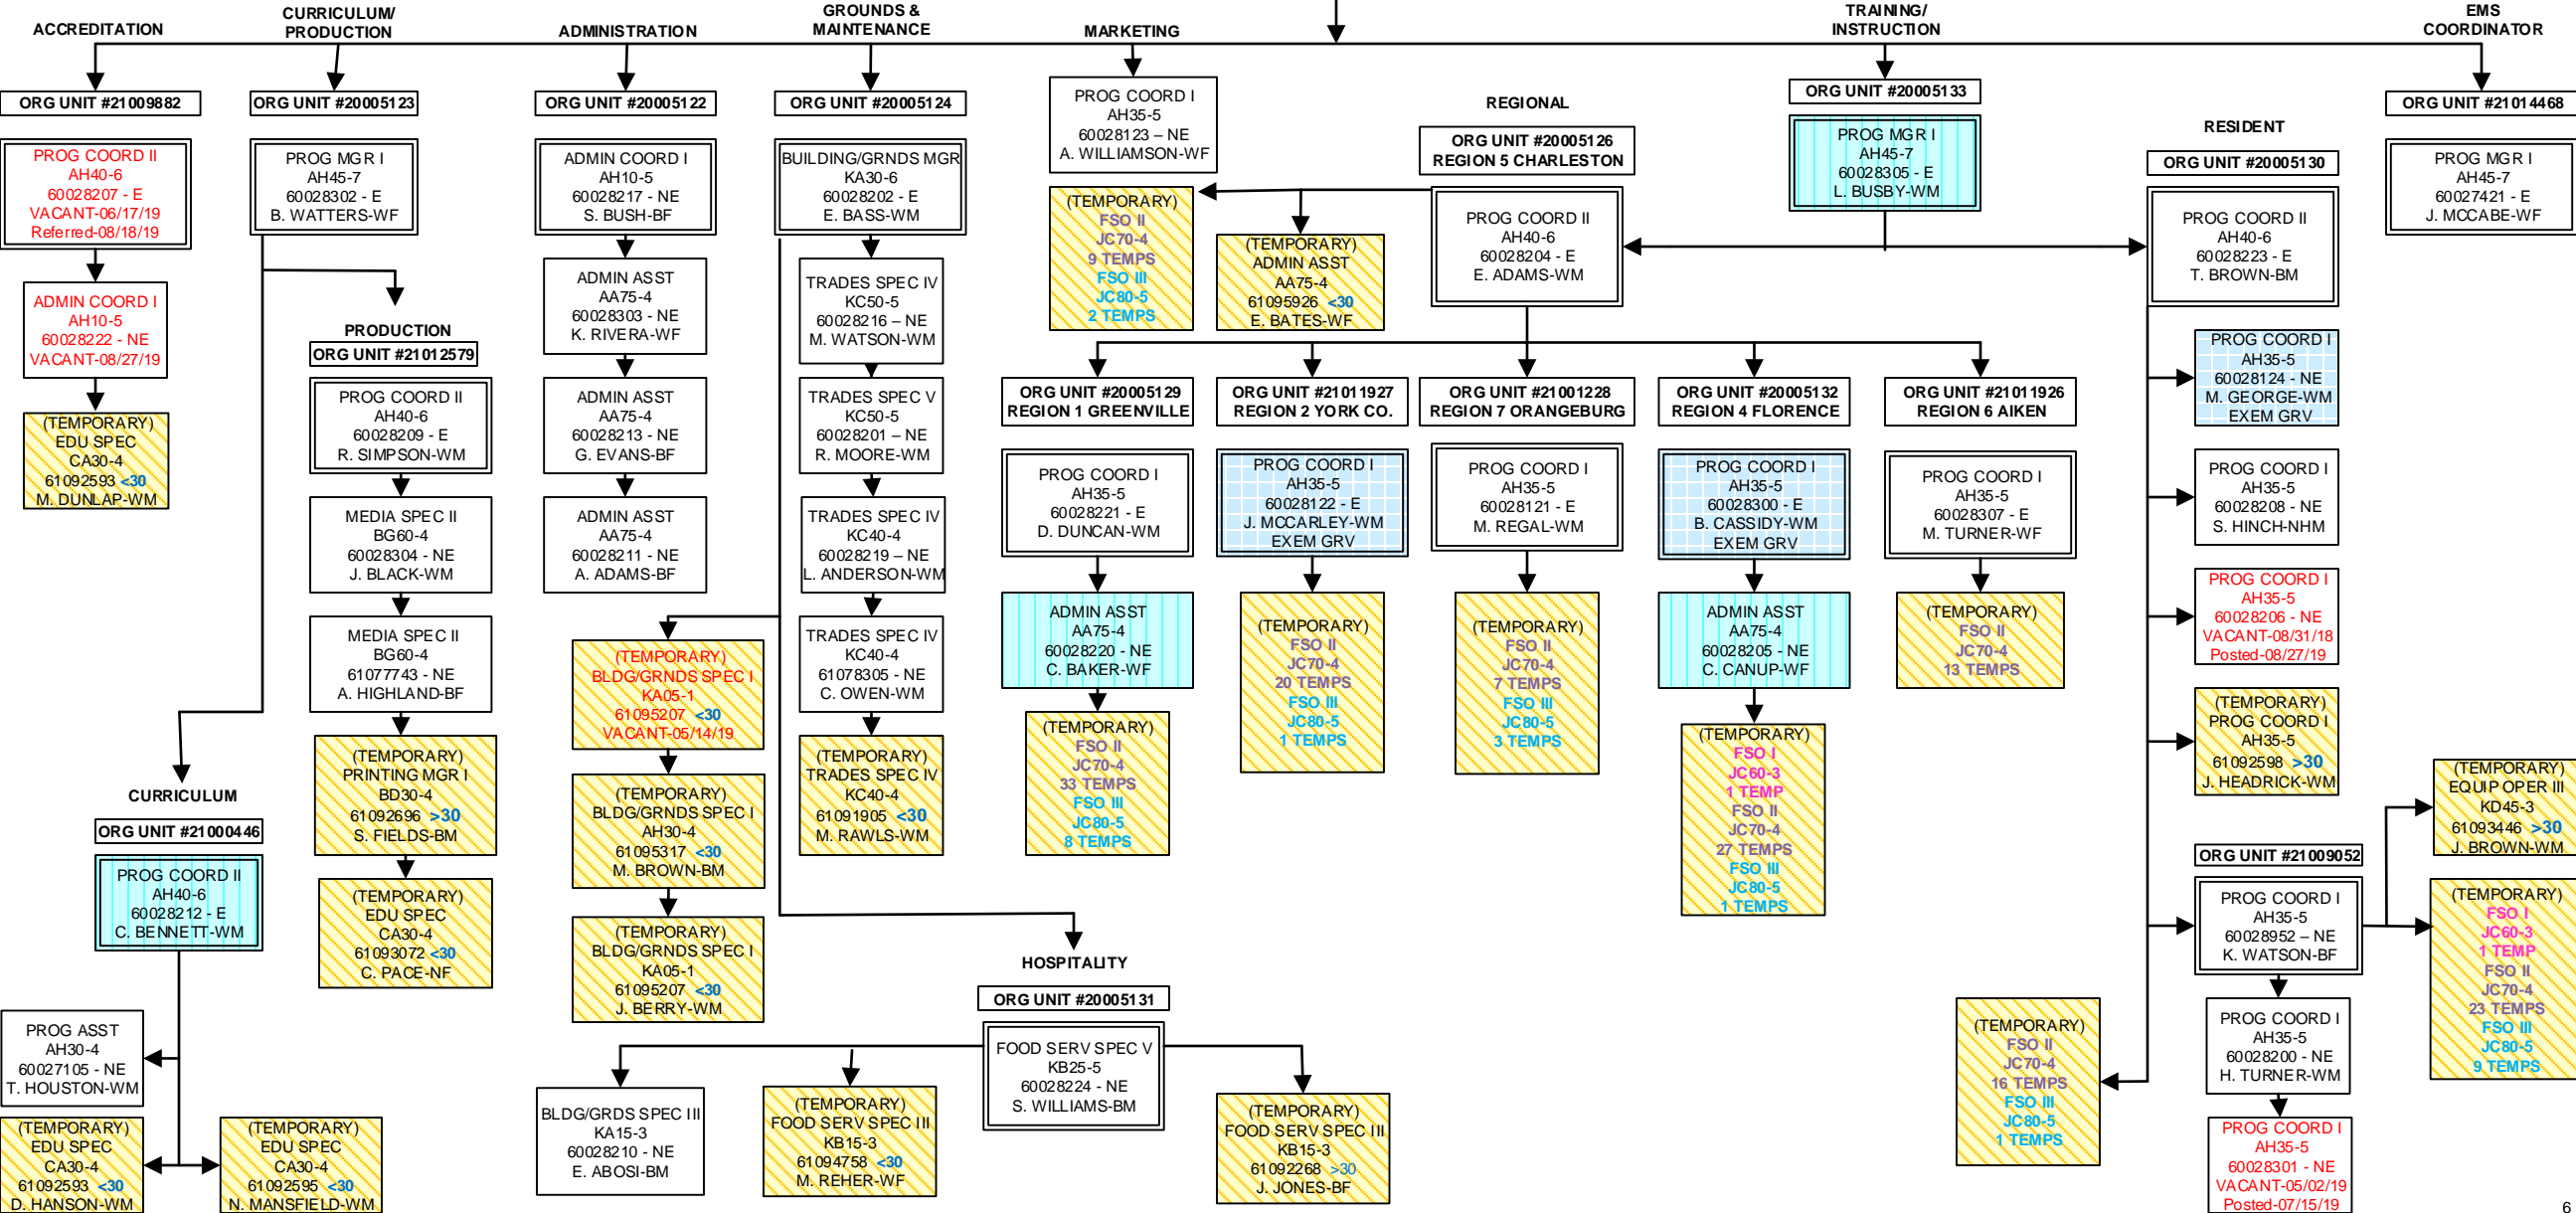 ACCREDITATION
CURRICULUM/
PRODUCTION
ADMINISTRATION
GROUNDS &
MAINTENANCE
MARKETING
TRAINING/
INSTRUCTION
EMS
COORDINATOR
ORG UNIT #21009882
PROG COORD II
AH40-6
60028207 - E
VACANT-06/17/19
Referred-08/18/19
ADMIN COORD I
AH10-5
60028222 - NE
VACANT-08/27/19
(TEMPORARY)
EDU SPEC
CA30-4
61092593 <30
M. DUNLAP-WM
ORG UNIT #20005123
PROG MGR I
AH45-7
60028302 - E
B. WATTERS-WF
PRODUCTION
ORG UNIT #21012579
PROG COORD II
AH40-6
60028209 - E
R. SIMPSON-WM
MEDIA SPEC II
BG60-4
60028304 - NE
J. BLACK-WM
MEDIA SPEC II
BG60-4
61077743 - NE
A. HIGHLAND-BF
(TEMPORARY)
PRINTING MGR I
BD30-4
61092696 >30
S. FIELDS-BM
(TEMPORARY)
EDU SPEC
CA30-4
61093072 <30
C. PACE-NF
CURRICULUM
ORG UNIT #21000446
PROG COORD II
AH40-6
60028212 - E
C. BENNETT-WM
PROG ASST
AH30-4
60027105 - NE
T. HOUSTON-WM
(TEMPORARY)
EDU SPEC
CA30-4
61092593 <30
D. HANSON-WM
(TEMPORARY)
EDU SPEC
CA30-4
61092595 <30
N. MANSFIELD-WM
ORG UNIT #20005122
ADMIN COORD I
AH10-5
60028217 - NE
S. BUSH-BF
ADMIN ASST
AA75-4
60028303 - NE
K. RIVERA-WF
ADMIN ASST
AA75-4
60028213 - NE
G. EVANS-BF
ADMIN ASST
AA75-4
60028211 - NE
A. ADAMS-BF
ORG UNIT #20005124
BUILDING/GRNDS MGR
KA30-6
60028202 - E
E. BASS-WM
TRADES SPEC IV
KC50-5
60028216 – NE
M. WATSON-WM
TRADES SPEC V
KC50-5
60028201 – NE
R. MOORE-WM
TRADES SPEC IV
KC40-4
60028219 – NE
L. ANDERSON-WM
TRADES SPEC IV
KC40-4
61078305 - NE
C. OWEN-WM
(TEMPORARY)
TRADES SPEC IV
KC40-4
61091905 <30
M. RAWLS-WM
(TEMPORARY)
BLDG/GRNDS SPEC I
KA05-1
61095207 <30
VACANT-05/14/19
(TEMPORARY)
BLDG/GRNDS SPEC I
AH30-4
61095317 <30
M. BROWN-BM
(TEMPORARY)
BLDG/GRNDS SPEC I
KA05-1
61095207 <30
J. BERRY-WM
HOSPITALITY
ORG UNIT #20005131
FOOD SERV SPEC V
KB25-5
60028224 - NE
S. WILLIAMS-BM
BLDG/GRDS SPEC III
KA15-3
60028210 - NE
E. ABOSI-BM
(TEMPORARY)
FOOD SERV SPEC III
KB15-3
61094758 <30
M. REHER-WF
(TEMPORARY)
FOOD SERV SPEC III
KB15-3
61092268 >30
J. JONES-BF
PROG COORD I
AH35-5
60028123 – NE
A. WILLIAMSON-WF
REGIONAL
ORG UNIT #20005126
REGION 5 CHARLESTON
PROG COORD II
AH40-6
60028204 - E
E. ADAMS-WM
(TEMPORARY)
FSO II
JC70-4
9 TEMPS
FSO III
JC80-5
2 TEMPS
(TEMPORARY)
ADMIN ASST
AA75-4
61095926 <30
E. BATES-WF
ORG UNIT #20005133
PROG MGR I
AH45-7
60028305 - E
L. BUSBY-WM
ORG UNIT #20005129
REGION 1 GREENVILLE
PROG COORD I
AH35-5
60028221 - E
D. DUNCAN-WM
ADMIN ASST
AA75-4
60028220 - NE
C. BAKER-WF
(TEMPORARY)
FSO II
JC70-4
33 TEMPS
FSO III
JC80-5
8 TEMPS
ORG UNIT #21011927
REGION 2 YORK CO.
PROG COORD I
AH35-5
60028122 - E
J. MCCARLEY-WM
EXEM GRV
(TEMPORARY)
FSO II
JC70-4
20 TEMPS
FSO III
JC80-5
1 TEMPS
ORG UNIT #21001228
REGION 7 ORANGEBURG
PROG COORD I
AH35-5
60028121 - E
M. REGAL-WM
(TEMPORARY)
FSO II
JC70-4
7 TEMPS
FSO III
JC80-5
3 TEMPS
ORG UNIT #20005132
REGION 4 FLORENCE
PROG COORD I
AH35-5
60028300 - E
B. CASSIDY-WM
EXEM GRV
ADMIN ASST
AA75-4
60028205 - NE
C. CANUP-WF
(TEMPORARY)
FSO I
JC60-3
1 TEMP
FSO II
JC70-4
27 TEMPS
FSO III
JC80-5
1 TEMPS
ORG UNIT #21011926
REGION 6 AIKEN
PROG COORD I
AH35-5
60028307 - E
M. TURNER-WF
(TEMPORARY)
FSO II
JC70-4
13 TEMPS
RESIDENT
ORG UNIT #20005130
PROG COORD II
AH40-6
60028223 - E
T. BROWN-BM
PROG COORD I
AH35-5
60028124 - NE
M. GEORGE-WM
EXEM GRV
PROG COORD I
AH35-5
60028208 - NE
S. HINCH-NHM
PROG COORD I
AH35-5
60028206 - NE
VACANT-08/31/18
Posted-08/27/19
(TEMPORARY)
PROG COORD I
AH35-5
61092598 >30
J. HEADRICK-WM
ORG UNIT #21009052
PROG COORD I
AH35-5
60028952 – NE
K. WATSON-BF
PROG COORD I
AH35-5
60028200 - NE
H. TURNER-WM
PROG COORD I
AH35-5
60028301 - NE
VACANT-05/02/19
Posted-07/15/19
(TEMPORARY)
FSO II
JC70-4
16 TEMPS
FSO III
JC80-5
1 TEMPS
(TEMPORARY)
EQUIP OPER III
KD45-3
61093446 >30
J. BROWN-WM
(TEMPORARY)
FSO I
JC60-3
1 TEMP
FSO II
JC70-4
23 TEMPS
FSO III
JC80-5
9 TEMPS
ORG UNIT #21014468
PROG MGR I
AH45-7
60027421 - E
J. MCCABE-WF
6